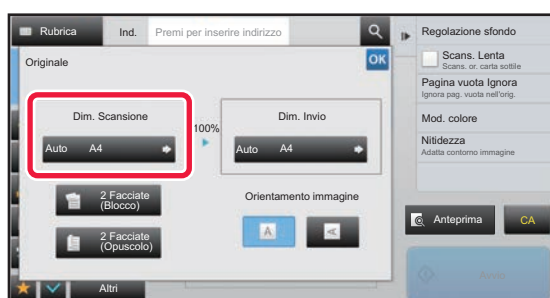 Rubrica
Ind.
Premi per inserire indirizzo
Originale
OK
Dim. Scansione
Auto A4
100%
Dim. Invio
Auto A4
2 Facciate
(Blocco)
2 Facciate
(Opuscolo)
Orientamento immagine
A
A
Altri
Regolazione sfondo
Scans. Lenta
Scans. or. carta sottile
Pagina vuota Ignora
Ignora pag. vuota nell'orig.
Mod. colore
Nitidezza
Adatta contorno immagine
Anteprima
CA
Avvio